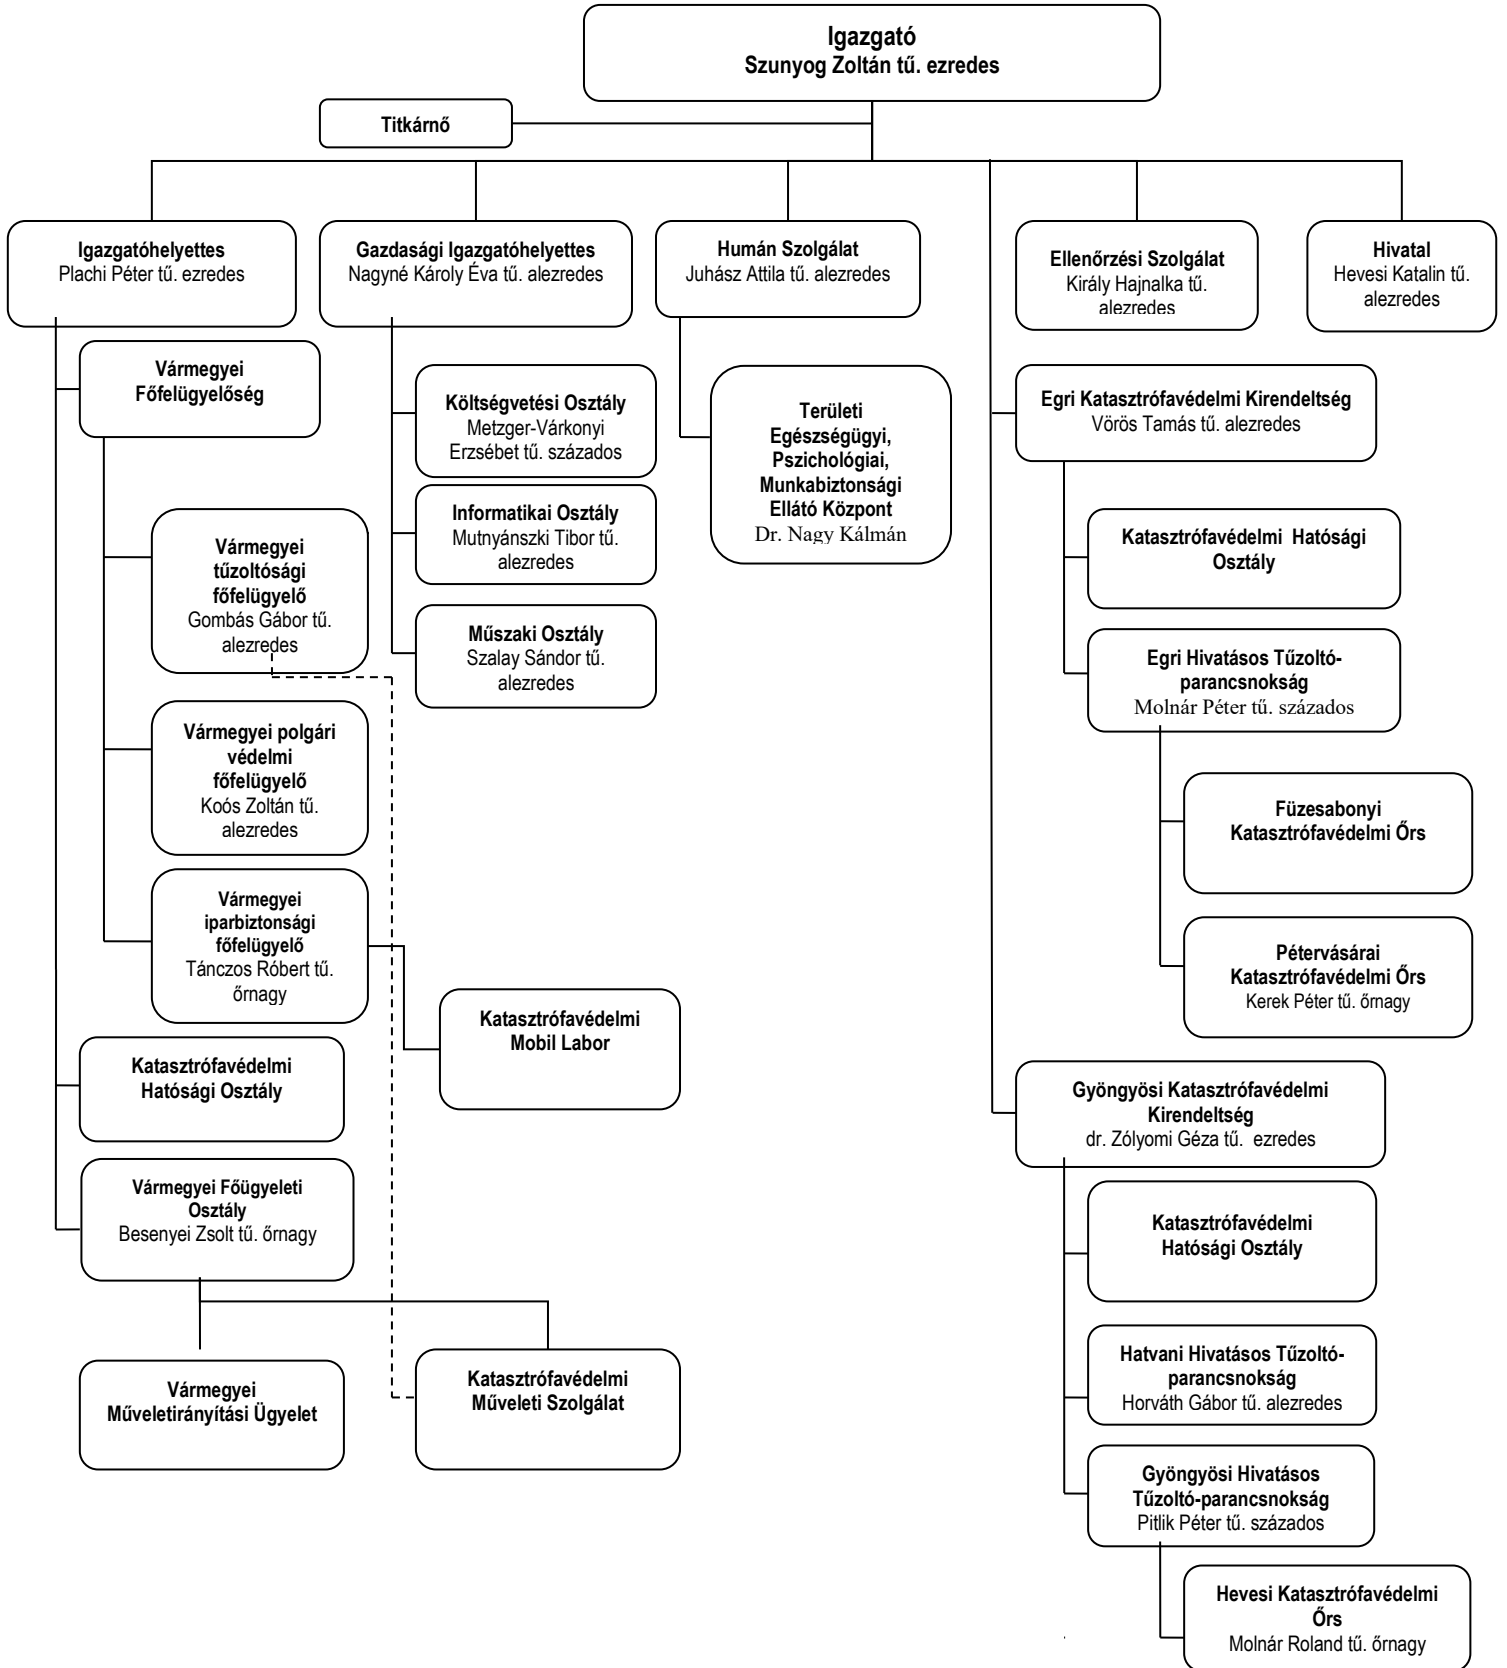 Igazgató
Szunyog Zoltán tű. ezredes
Titkárnő
Igazgatóhelyettes
Plachi Péter tű. ezredes
Gazdasági Igazgatóhelyettes
Nagyné Károly Éva tű. alezredes
Humán Szolgálat
Juhász Attila tű. alezredes
Ellenőrzési Szolgálat
Király Hajnalka tű.
alezredes
Hivatal
Hevesi Katalin tű.
alezredes
Vármegyei
Főfelügyelőség
Vármegyei
tűzoltósági
főfelügyelő
Gombás Gábor tű.
alezredes
Vármegyei polgári
védelmi
főfelügyelő
Koós Zoltán tű.
alezredes
Vármegyei
iparbiztonsági
főfelügyelő
Tánczos Róbert tű.
őrnagy
Katasztrófavédelmi
Mobil Labor
Katasztrófavédelmi
Hatósági Osztály
Vármegyei Főügyeleti
Osztály
Besenyei Zsolt tű. őrnagy
Vármegyei
Műveletirányítási Ügyelet
Katasztrófavédelmi
Műveleti Szolgálat
Költségvetési Osztály
Metzger-Várkonyi
Erzsébet tű. százados
Informatikai Osztály
Mutnyánszki Tibor tű.
alezredes
Műszaki Osztály
Szalay Sándor tű.
alezredes
Területi
Egészségügyi,
Pszichológiai,
Munkabiztonsági
Ellátó Központ
Dr. Nagy Kálmán
Egri Katasztrófavédelmi Kirendeltség
Vörös Tamás tű. alezredes
Katasztrófavédelmi Hatósági
Osztály
Egri Hivatásos Tűzoltó-
parancsnokság
Molnár Péter tű. százados
Füzesabonyi
Katasztrófavédelmi Őrs
Pétervásárai
Katasztrófavédelmi Őrs
Kerek Péter tű. őrnagy
Gyöngyösi Katasztrófavédelmi
Kirendeltség
dr. Zólyomi Géza tű. ezredes
Katasztrófavédelmi
Hatósági Osztály
Hatvani Hivatásos Tűzoltó-
parancsnokság
Horváth Gábor tű. alezredes
Gyöngyösi Hivatásos
Tűzoltó-parancsnokság
Pitlik Péter tű. százados
Hevesi Katasztrófavédelmi
Őrs
Molnár Roland tű. őrnagy